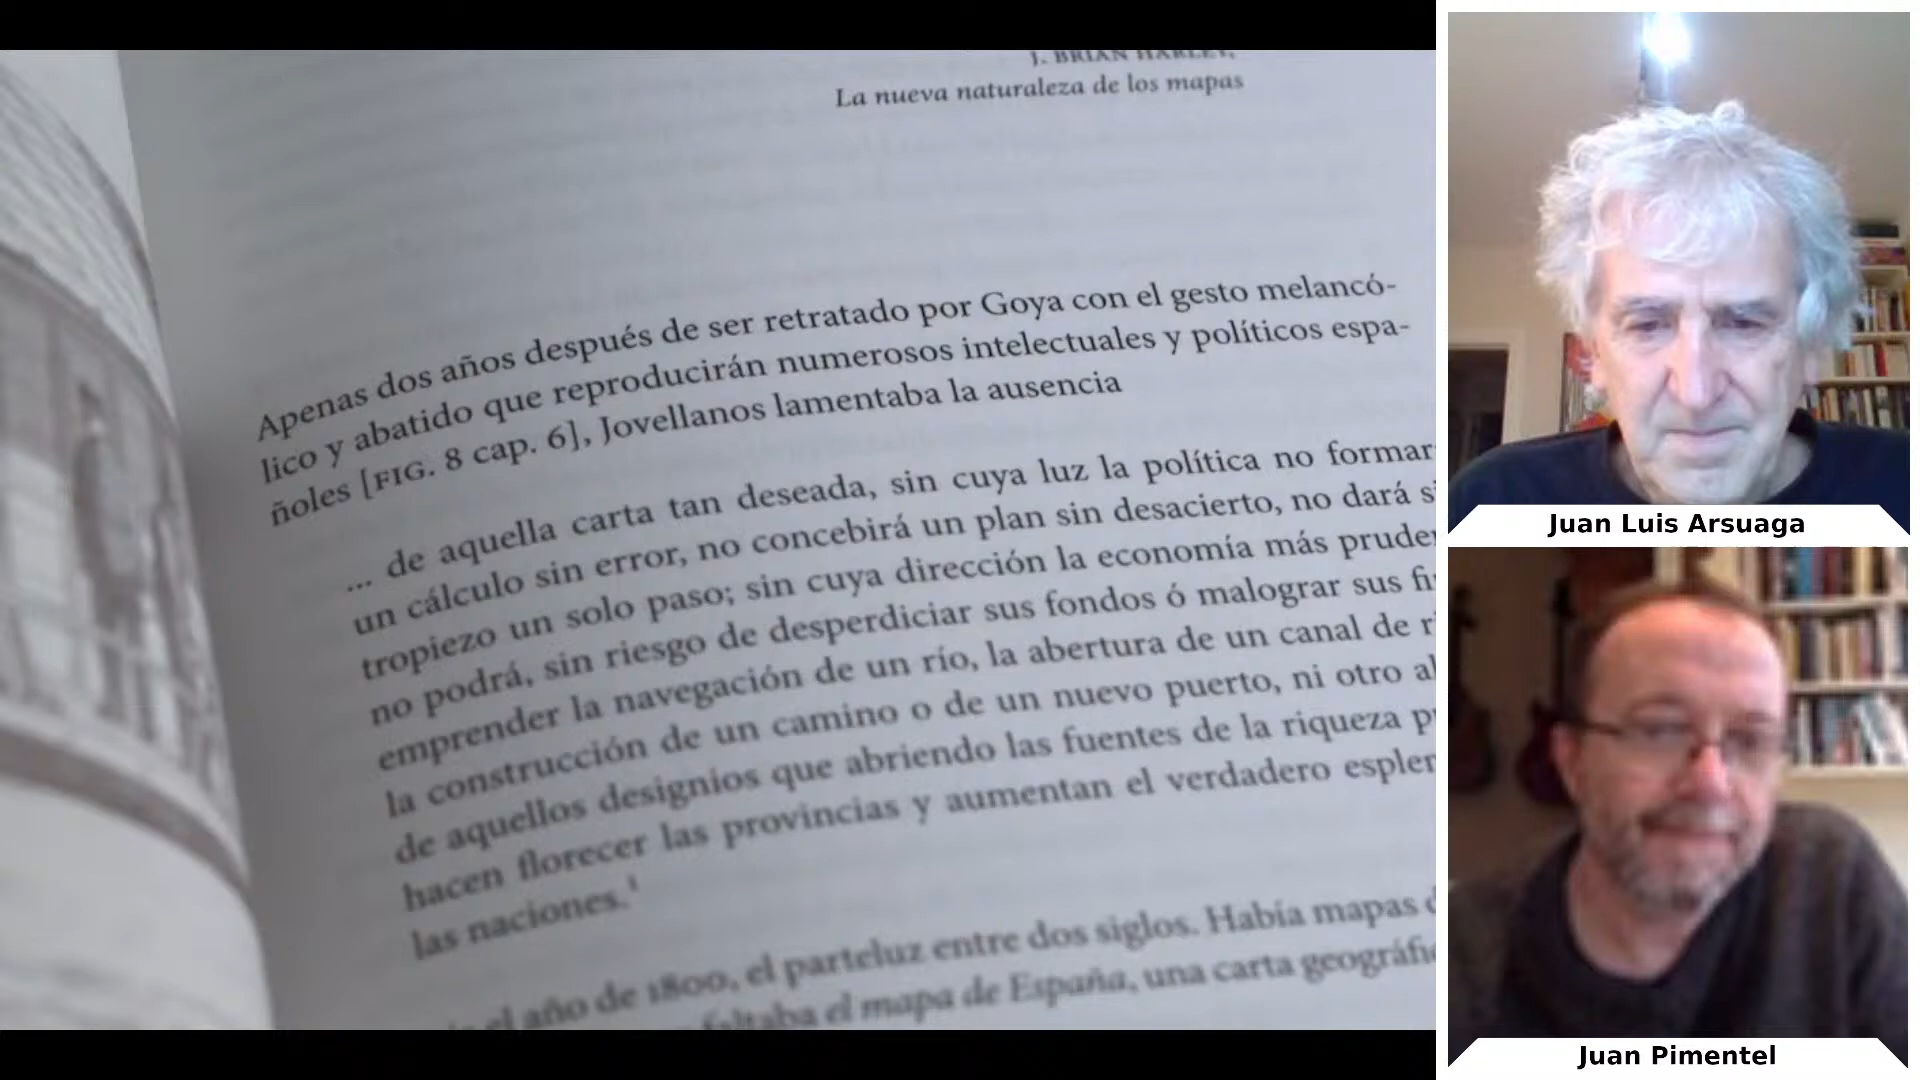 J. BRIAN HARLEY,
La nueva naturaleza de los mapas
Apenas dos años después de ser retratado por Goya con el gesto melancó-
lico y abatido que reproducirán numerosos intelectuales y políticos espa-
ñoles [FIG. 8 cap. 6], Jovellanos lamentaba la ausencia
... de aquella carta tan deseada, sin cuya luz la política no formar
un cálculo sin error, no concebirá un plan sin desacierto, no dará
tropiezo un solo paso; sin cuya dirección la economía más
no podrá, sin riesgo de desperdiciar sus fondos ó malograr sus
emprender la navegación de un río, la abertura de un canal de
la construcción de un camino o de un nuevo puerto, ni otro
de aquellos designios que abriendo las fuentes de la riqueza
hacen florecer las provincias y aumentan el verdadero
las naciones.¹
el año de 1800, el parteluz entre dos siglos. Había mapas
faltaba el mapa de España, una carta
Juan Luis Arsuaga
Juan Pimentel